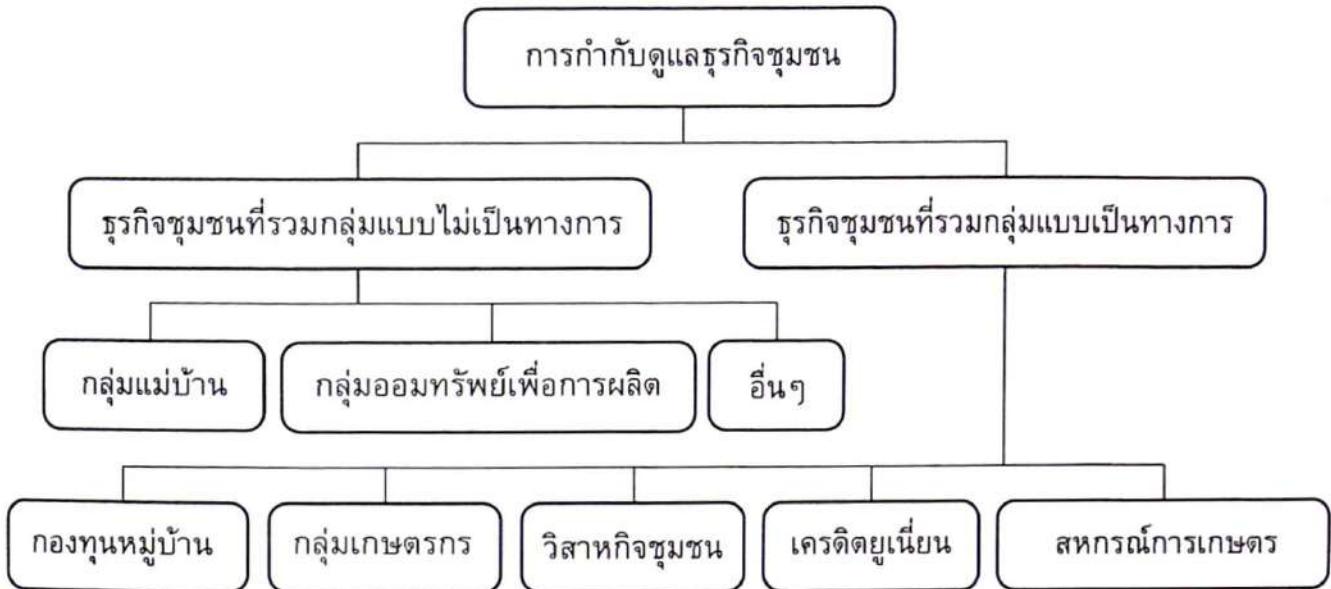 การกำกับดูแลธุรกิจชุมชน
ธุรกิจชุมชนที่รวมกลุ่มแบบไม่เป็นทางการ
ธุรกิจชุมชนที่รวมกลุ่มแบบเป็นทางการ
กลุ่มแม่บ้าน
กลุ่มออมทรัพย์เพื่อการผลิต
อื่นๆ
กองทุนหมู่บ้าน
กลุ่มเกษตรกร
วิสาหกิจชุมชน
เครดิตยูเนี่ยน
สหกรณ์การเกษตร